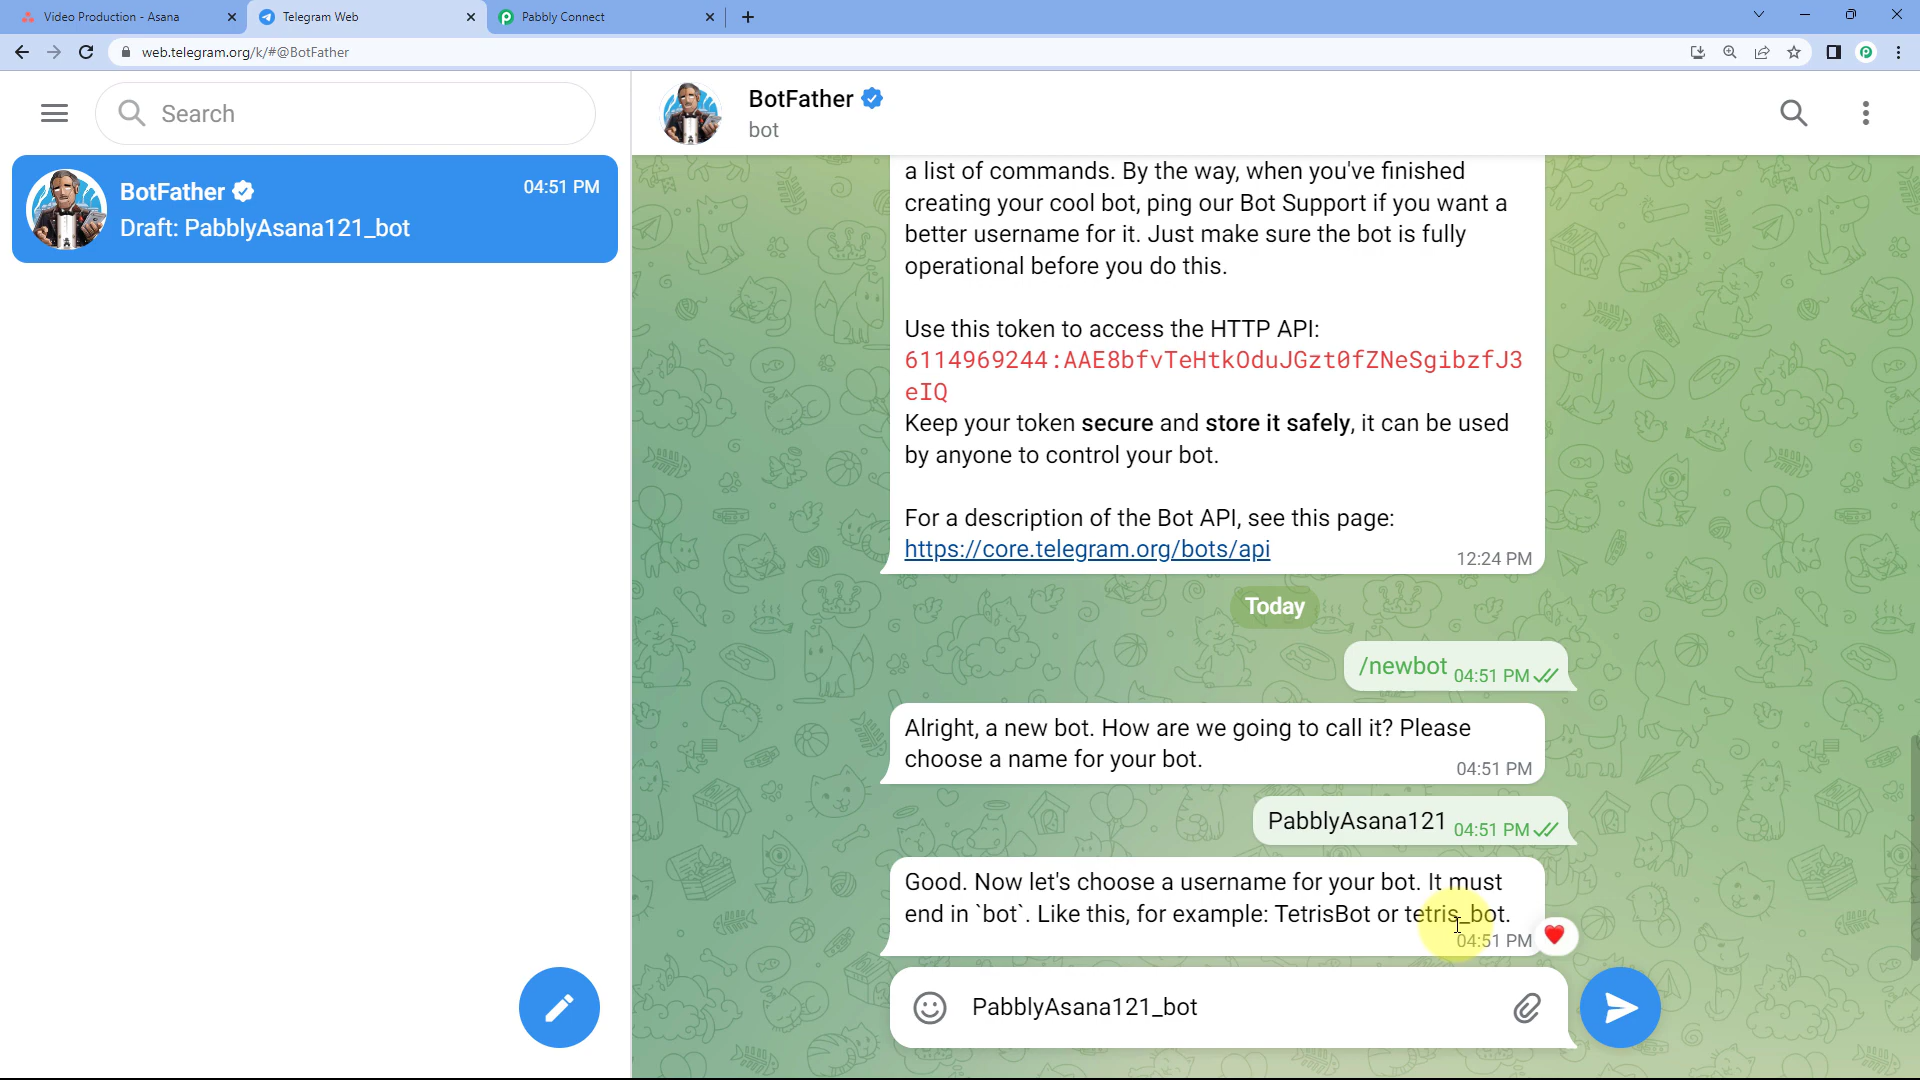 Video Production - Asana
Telegram Web
Pabbly Connect
web.telegram.org/k/#@BotFather
Search
BotFather
bot
BotFather
04:51 PM
Draft: PabblyAsana121_bot
a list of commands. By the way, when you've finished
creating your cool bot, ping our Bot Support if you want a
better username for it. Just make sure the bot is fully
operational before you do this.
Use this token to access the HTTP API:
6114969244:AAE8bfvTeHtkOduJGzt0fZNeSgibzfJ3
eIQ
Keep your token secure and store it safely, it can be used
by anyone to control your bot.
For a description of the Bot API, see this page:
https://core.telegram.org/bots/api
12:24 PM
Today
/newbot 04:51 PM
Alright, a new bot. How are we going to call it? Please
choose a name for your bot.
04:51 PM
PabblyAsana121 04:51 PM
Good. Now let's choose a username for your bot. It must
end in `bot`. Like this, for example: TetrisBot or tetris_bot.
04:51 PM
PabblyAsana121_bot